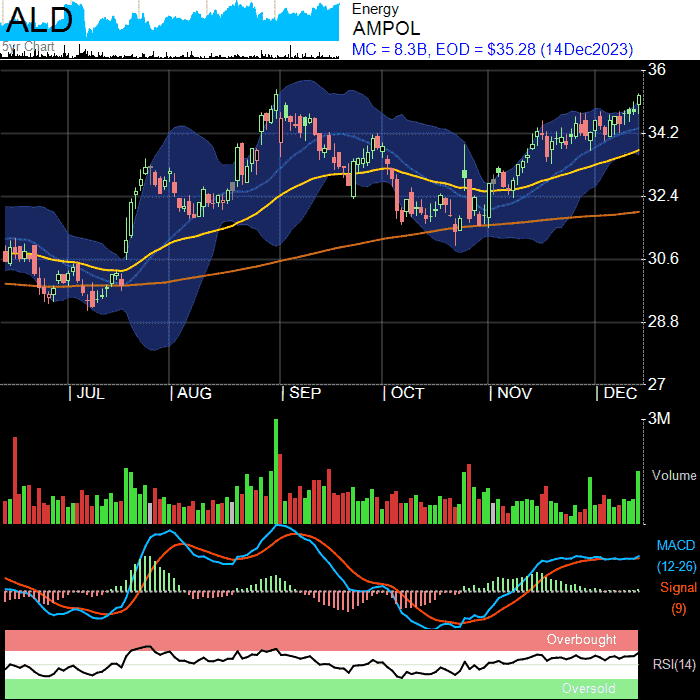 ALD
5yr Chart
Energy
AMPOL
MC = 8.3B, EOD = $35.28 (14Dec2023)
36
34.2
32.4
30.6
28.8
27
| JUL
| AUG
| SEP
| OCT
| NOV
| DEC
3M
Volume
MACD
(12-26)
Signal
(9)
Overbought
RSI(14)
Oversold